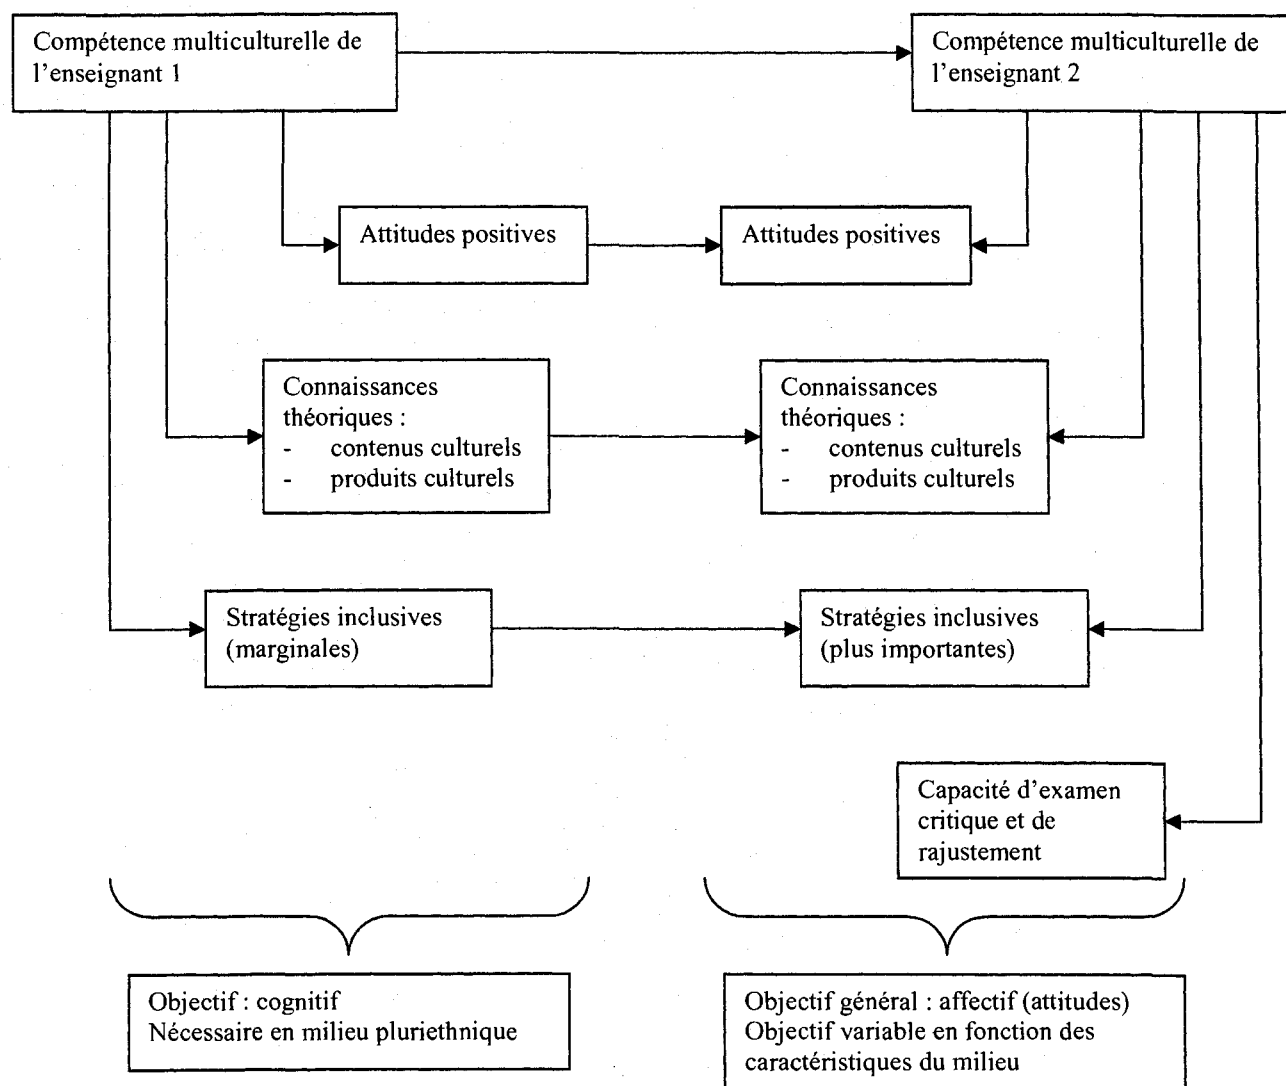 Compétence multiculturelle de
l'enseignant 1
Compétence multiculturelle de
l'enseignant 2
Attitudes positives
Attitudes positives
Connaissances
théoriques :
- contenus culturels
- produits culturels
Connaissances
théoriques :
- contenus culturels
- produits culturels
Stratégies inclusives
(marginales)
Stratégies inclusives
(plus importantes)
Capacité d'examen
critique et de
rajustement
Objectif : cognitif
Nécessaire en milieu pluriethnique
Objectif général : affectif (attitudes)
Objectif variable en fonction des
caractéristiques du milieu